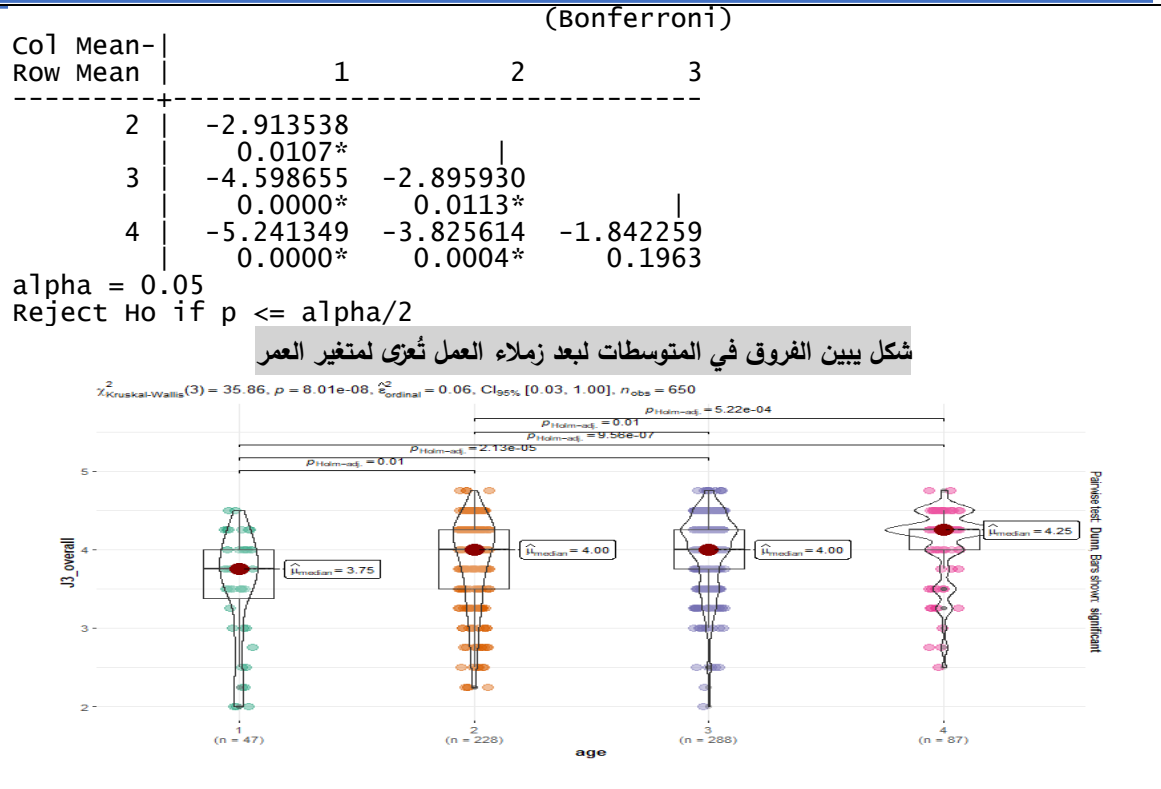 (Bonferroni)
Col Mean-|
Row Mean |          1          2          3
---------+---------------------------------
       2 |  -2.913538
         |    0.0107*         |
       3 |  -4.598655  -2.895930
         |    0.0000*    0.0113*         |
       4 |  -5.241349  -3.825614  -1.842259
         |    0.0000*    0.0004*     0.1963
alpha = 0.05
Reject Ho if p <= alpha/2
شكل يبين الفروق في المتوسطات لبعد زملاء العمل تُعزى لمتغير العمر
χ²Kruskal-Wallis(3) = 35.86, p = 8.01e-08, ε̂²ordinal = 0.06, CI95% [0.03, 1.00], nobs = 650
pHolm-adj. = 5.22e-04
pHolm-adj. = 0.01
pHolm-adj. = 9.56e-07
pHolm-adj. = 2.13e-05
pHolm-adj. = 0.01
5
4
3
2
J3_overall
μ̂median = 3.75
μ̂median = 4.00
μ̂median = 4.00
μ̂median = 4.25
Pairwise test: Dunn, Bars shown: significant
1
(n = 47)
2
(n = 228)
3
(n = 288)
4
(n = 87)
age